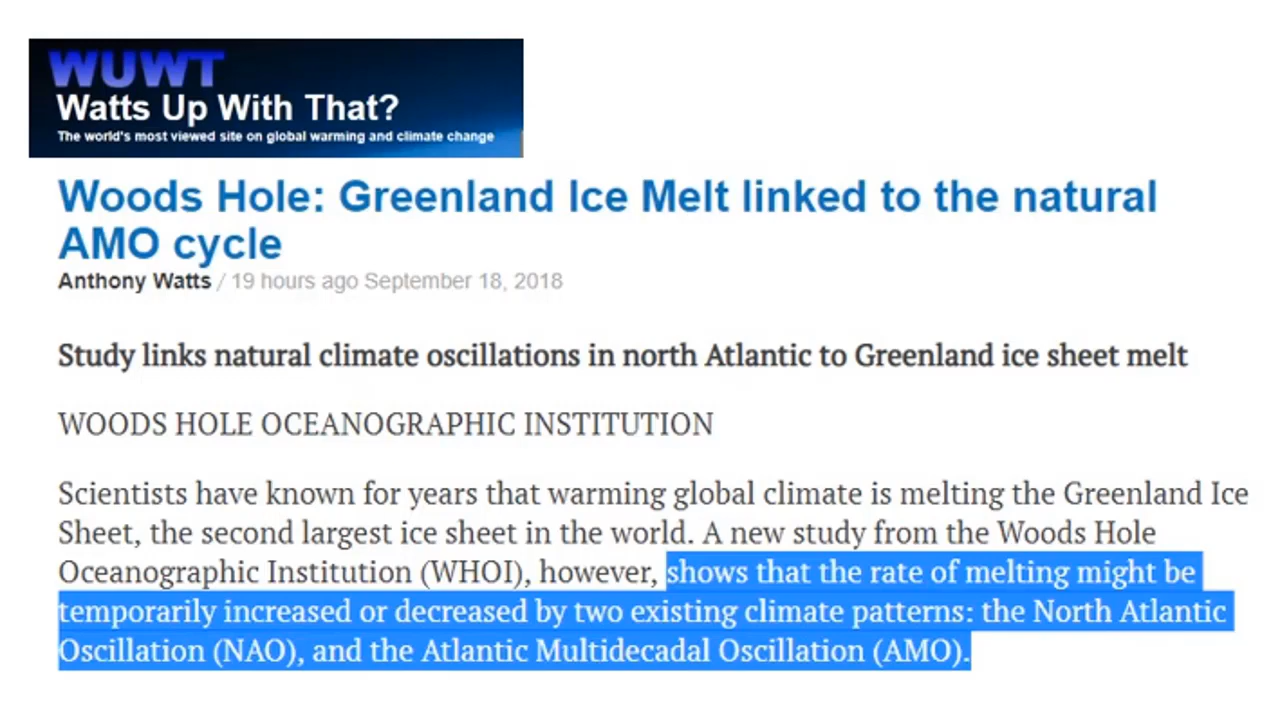 WUWT
Watts Up With That?
The world's most viewed site on global warming and climate change
Woods Hole: Greenland Ice Melt linked to the natural
AMO cycle
Anthony Watts / 19 hours ago September 18, 2018
Study links natural climate oscillations in north Atlantic to Greenland ice sheet melt
WOODS HOLE OCEANOGRAPHIC INSTITUTION
Scientists have known for years that warming global climate is melting the Greenland Ice
Sheet, the second largest ice sheet in the world. A new study from the Woods Hole
Oceanographic Institution (WHOI), however, shows that the rate of melting might be
temporarily increased or decreased by two existing climate patterns: the North Atlantic
Oscillation (NAO), and the Atlantic Multidecadal Oscillation (AMO).